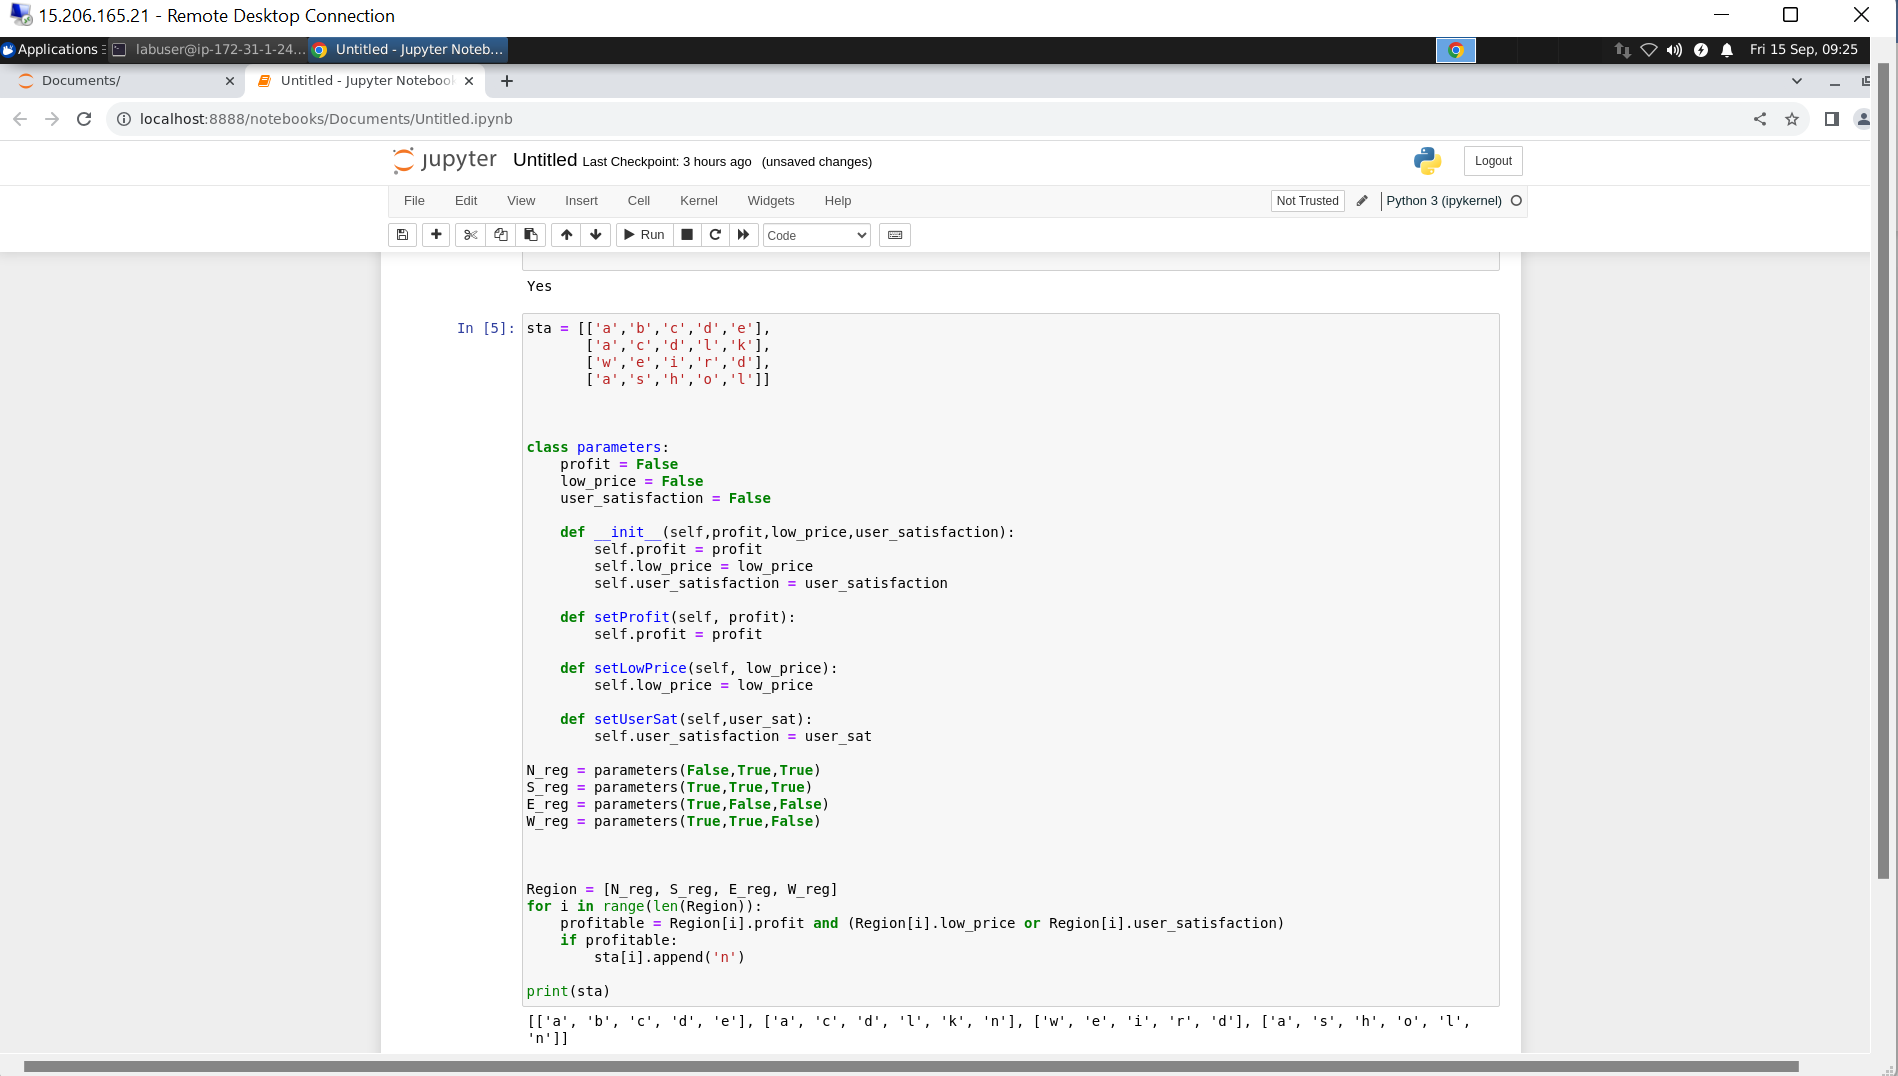 15.206.165.21 - Remote Desktop Connection
Applications
labuser@ip-172-31-1-24...
Untitled - Jupyter Noteb...
Fri 15 Sep, 09:25
Documents/
Untitled - Jupyter Notebook
localhost:8888/notebooks/Documents/Untitled.ipynb
jupyter Untitled Last Checkpoint: 3 hours ago (unsaved changes)
Logout
File Edit View Insert Cell Kernel Widgets Help
Not Trusted
Python 3 (ipykernel)
Run
Code
Yes
In [5]:
sta = [['a','b','c','d','e'],
['a','c','d','l','k'],
['w','e','i','r','d'],
['a','s','h','o','l']]
class parameters:
profit = False
low_price = False
user_satisfaction = False
def __init__(self,profit,low_price,user_satisfaction):
self.profit = profit
self.low_price = low_price
self.user_satisfaction = user_satisfaction
def setProfit(self, profit):
self.profit = profit
def setLowPrice(self, low_price):
self.low_price = low_price
def setUserSat(self,user_sat):
self.user_satisfaction = user_sat
N_reg = parameters(False,True,True)
S_reg = parameters(True,True,True)
E_reg = parameters(True,False,False)
W_reg = parameters(True,True,False)
Region = [N_reg, S_reg, E_reg, W_reg]
for i in range(len(Region)):
profitable = Region[i].profit and (Region[i].low_price or Region[i].user_satisfaction)
if profitable:
sta[i].append('n')
print(sta)
[['a', 'b', 'c', 'd', 'e'], ['a', 'c', 'd', 'l', 'k', 'n'], ['w', 'e', 'i', 'r', 'd'], ['a', 's', 'h', 'o', 'l',
'n']]